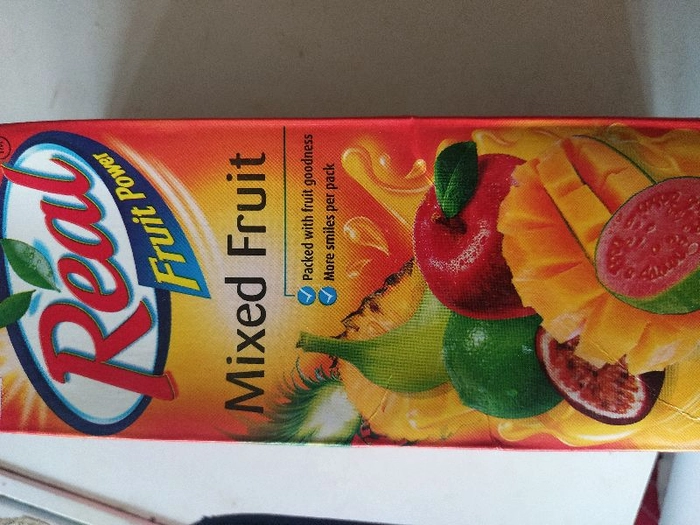 Real
Fruit Power
Mixed Fruit
Packed with fruit goodness
More smiles per pack